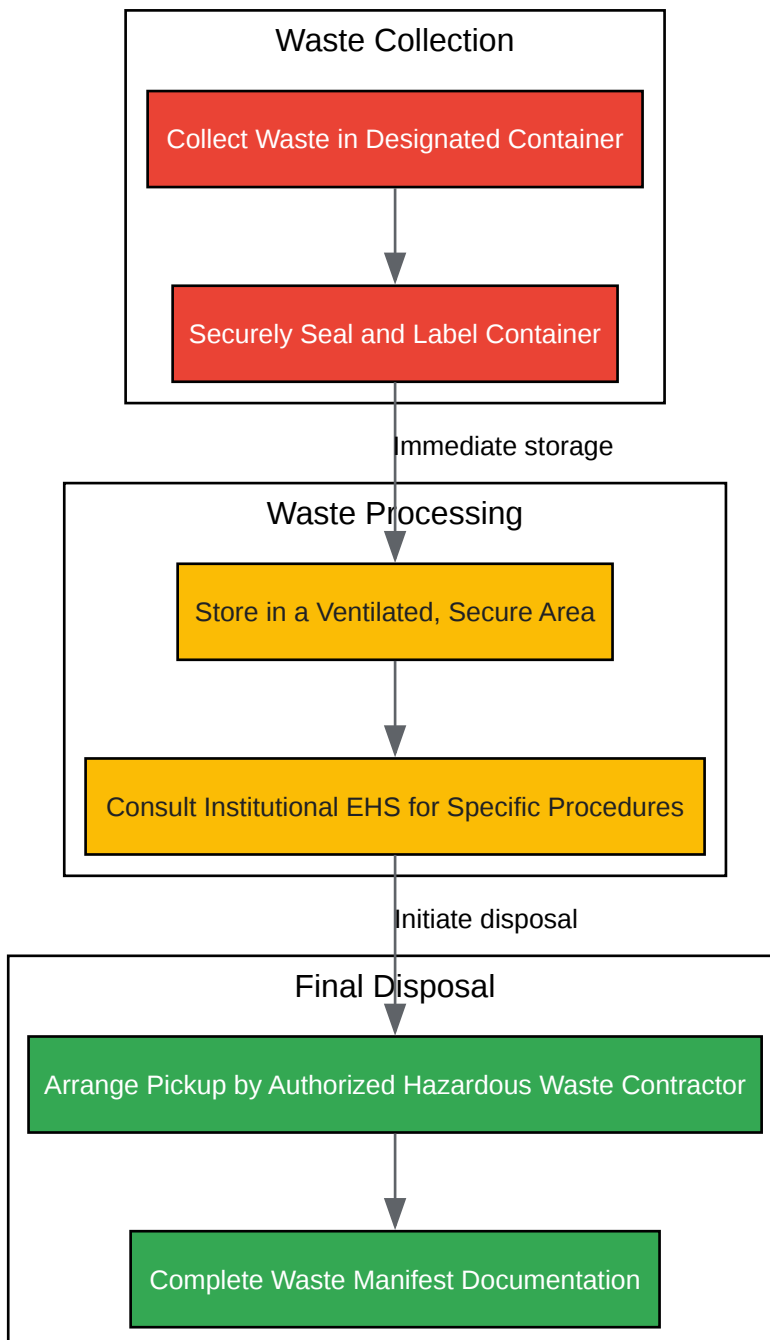 Waste Collection
Collect Waste in Designated Container
Securely Seal and Label Container
Immediate storage
Waste Processing
Store in a Ventilated, Secure Area
Consult Institutional EHS for Specific Procedures
Initiate disposal
Final Disposal
Arrange Pickup by Authorized Hazardous Waste Contractor
Complete Waste Manifest Documentation